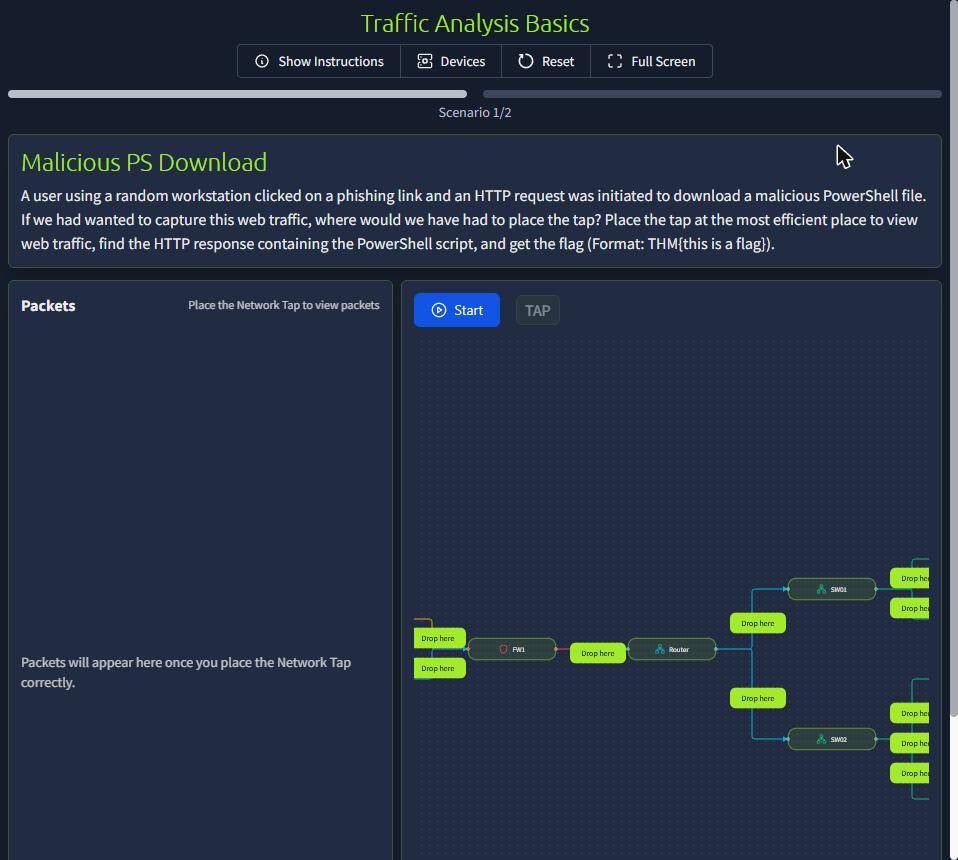 Traffic Analysis Basics
Show Instructions
Devices
Reset
Full Screen
Scenario 1/2
Malicious PS Download
A user using a random workstation clicked on a phishing link and an HTTP request was initiated to download a malicious PowerShell file.
If we had wanted to capture this web traffic, where would we have had to place the tap? Place the tap at the most efficient place to view
web traffic, find the HTTP response containing the PowerShell script, and get the flag (Format: THM{this is a flag}).
Packets
Place the Network Tap to view packets
Packets will appear here once you place the Network Tap
correctly.
Start
TAP
Drop here
Drop here
FW1
Drop here
Router
Drop here
Drop here
SW01
Drop
Drop
SW02
Drop
Drop
Drop